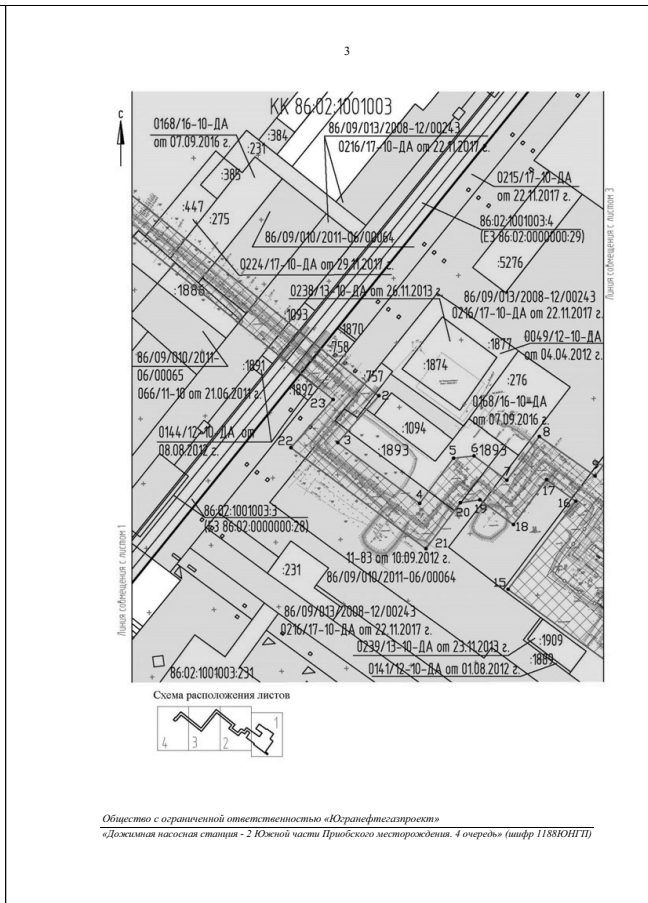 3
КК 86:02:1001003
с
0168/16-10-ДА
от 07.09.2016 г.
:384
:231
:385
86/09/013/2008-12/00243
0216/17-10-ДА от 22.11.2017 г.
0215/17-10-ДА
от 22.11.2017 г.
86:02:1001003:4
(ЕЗ 86:02:0000000:29)
:5276
Линия совмещения с листом 3
:447
:275
86/09/010/2011-06/00064
0224/17-10-ДА от 29.11.2017 г.
0238/13-10-ДА от 26.11.2013 г.
86/09/013/2008-12/00243
0216/17-10-ДА от 22.11.2017 г.
:1886
:1093
:1870
:758
:1877
0049/12-10-ДА
от 04.04.2012 г.
86/09/010/2011-
06/00065
066/11-10 от 21.06.2011 г.
:1891
:1892
:757
:1874
:276
0168/16-10-ДА
от 07.09.2016 г.
2
23
0144/12-10-ДА от
08.08.2012 г.
22
3
:1094
:1893
5
6
:1893
8
9
7
17
16
4
20
19
18
86:02:1001003:3
(ЕЗ 86:02:0000000:28)
21
11-83 от 10.09.2012 г.
86/09/010/2011-06/00064
:231
15
Линия совмещения с листом 1
86/09/013/2008-12/00243
0216/17-10-ДА от 22.11.2017 г.
0239/13-10-ДА от 23.11.2013 г.
:1909
0141/12-10-ДА от 01.08.2012 г.
:1889
86:02:1001003:231
Схема расположения листов
4
3
2
1
Общество с ограниченной ответственностью «Югранефтегазпроект»
«Дожимная насосная станция - 2 Южной части Приобского месторождения. 4 очередь» (шифр 1188ЮНГП)